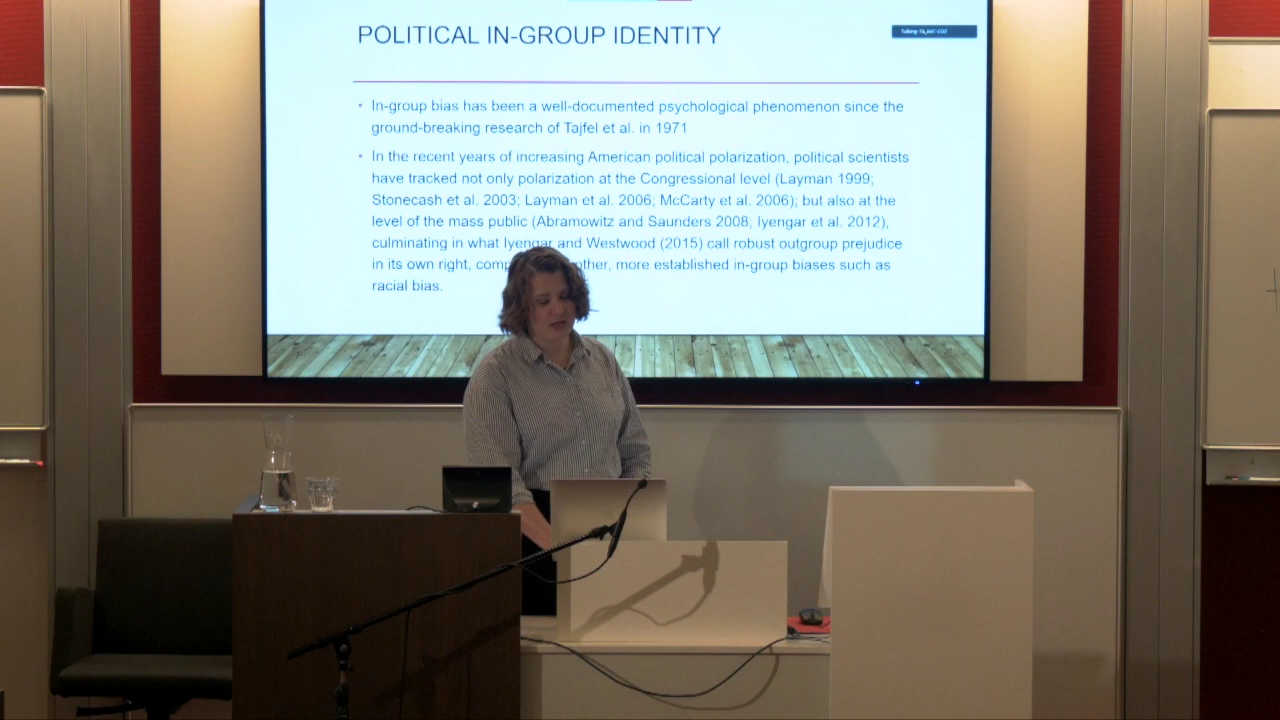 POLITICAL IN-GROUP IDENTITY
In-group bias has been a well-documented psychological phenomenon since the
ground-breaking research of Tajfel et al. in 1971
In the recent years of increasing American political polarization, political scientists
have tracked not only polarization at the Congressional level (Layman 1999;
Stonecash et al. 2003; Layman et al. 2006; McCarty et al. 2006); but also at the
level of the mass public (Abramowitz and Saunders 2008; Iyengar et al. 2012),
culminating in what Iyengar and Westwood (2015) call robust outgroup prejudice
in its own right, other, more established in-group biases such as
racial bias.